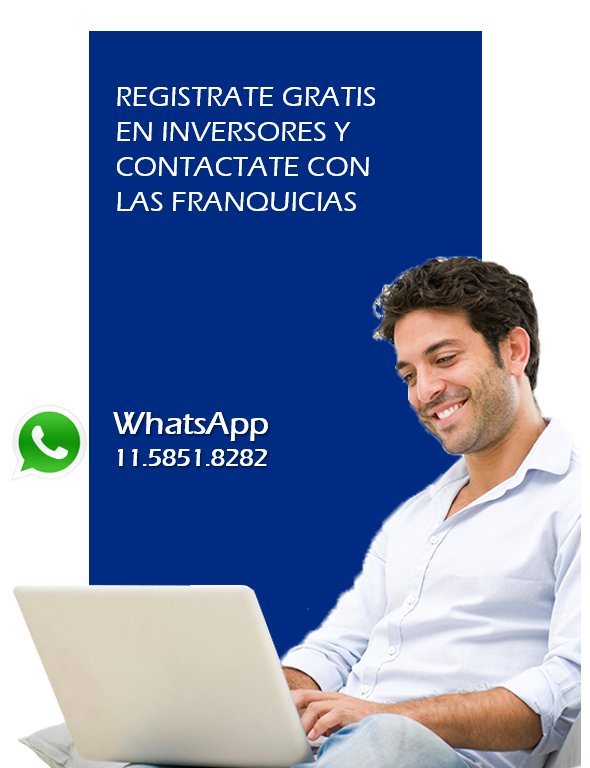 REGISTRATE GRATIS
EN INVERSORES Y
CONTACTATE CON
LAS FRANQUICIAS
WhatsApp
11.5851.8282